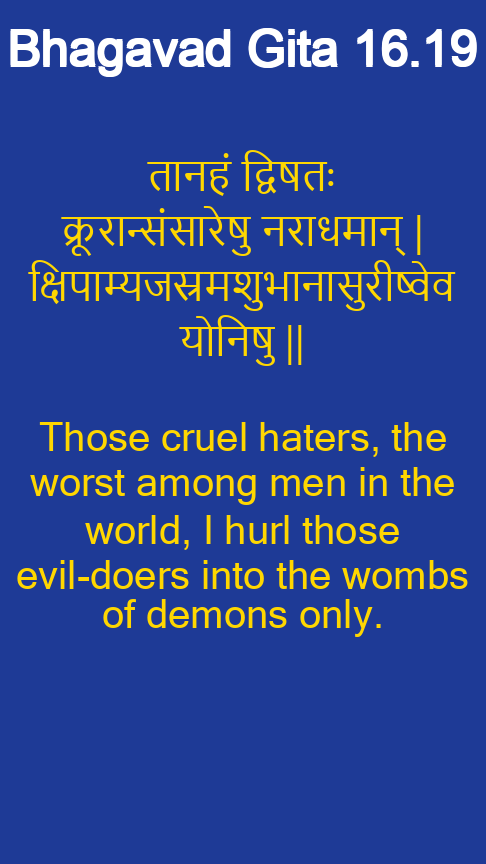 Bhagavad Gita 16.19
तानहं द्विषतः
क्रूरान्संसारेषु नराधमान् |
क्षिपाम्यजस्रमशुभानासुरीष्वेव
योनिषु ||
Those cruel haters, the
worst among men in the
world, I hurl those
evil-doers into the wombs
of demons only.